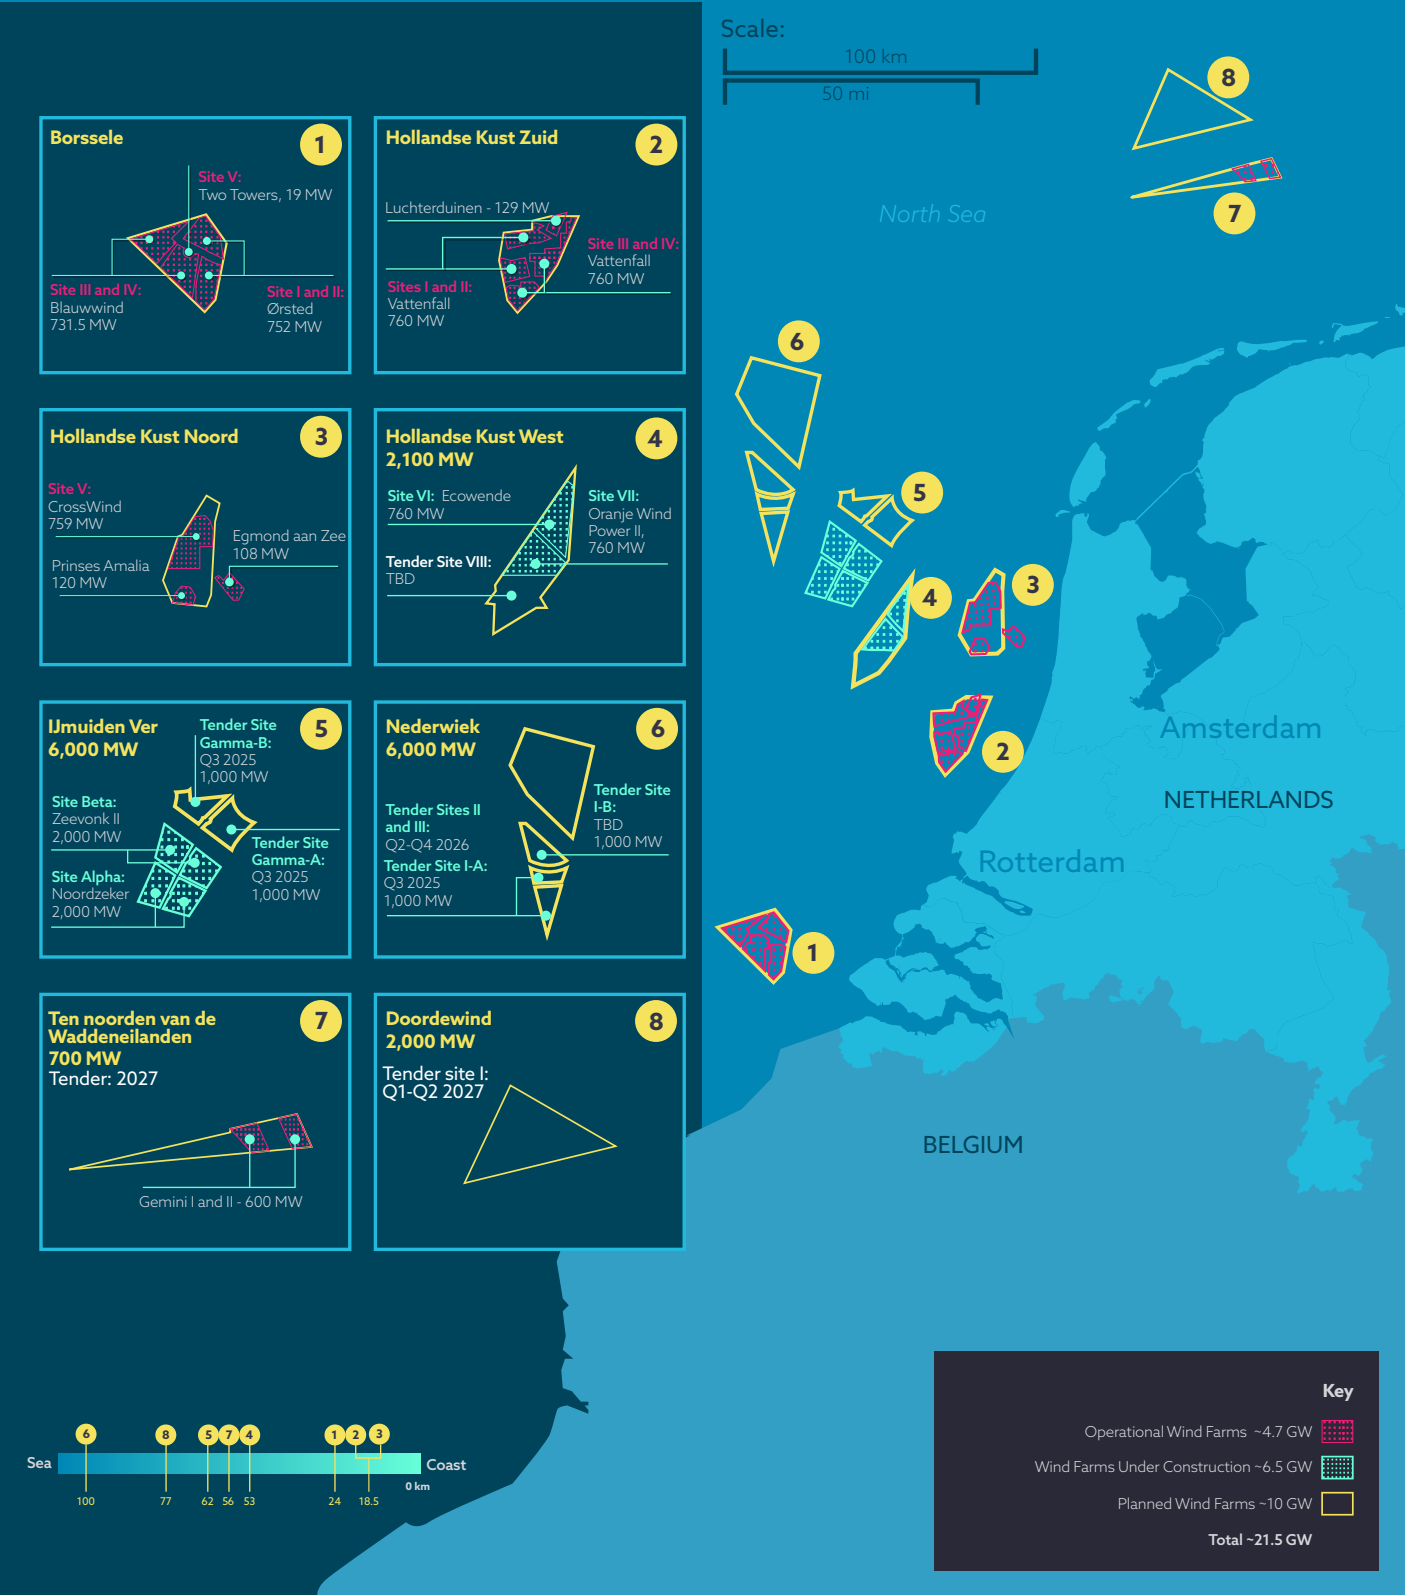 Scale:
100 km
50 mi
8
7
North Sea
6
5
4
3
2
1
Amsterdam
NETHERLANDS
Rotterdam
BELGIUM
Borssele
1
Site V:
Two Towers, 19 MW
Site III and IV:
Blauwwind
731.5 MW
Site I and II:
Ørsted
752 MW
Hollandse Kust Zuid
2
Luchterduinen - 129 MW
Site III and IV:
Vattenfall
760 MW
Sites I and II:
Vattenfall
760 MW
Hollandse Kust Noord
3
Site V:
CrossWind
759 MW
Egmond aan Zee
108 MW
Prinses Amalia
120 MW
Hollandse Kust West
2,100 MW
4
Site VI: Ecowende
760 MW
Site VII:
Oranje Wind
Power II,
760 MW
Tender Site VIII:
TBD
IJmuiden Ver
6,000 MW
5
Tender Site
Gamma-B:
Q3 2025
1,000 MW
Site Beta:
Zeevonk II
2,000 MW
Tender Site
Gamma-A:
Q3 2025
1,000 MW
Site Alpha:
Noordzeker
2,000 MW
Nederwiek
6,000 MW
6
Tender Site
I-B:
TBD
1,000 MW
Tender Sites II
and III:
Q2-Q4 2026
Tender Site I-A:
Q3 2025
1,000 MW
Ten noorden van de
Waddeneilanden
700 MW
Tender: 2027
7
Gemini I and II - 600 MW
Doordewind
2,000 MW
8
Tender site I:
Q1-Q2 2027
6 8 5 7 4 1 2 3
Sea
Coast
0 km
100 77 62 56 53 24 18.5
Key
Operational Wind Farms ~4.7 GW
Wind Farms Under Construction ~6.5 GW
Planned Wind Farms ~10 GW
Total ~21.5 GW